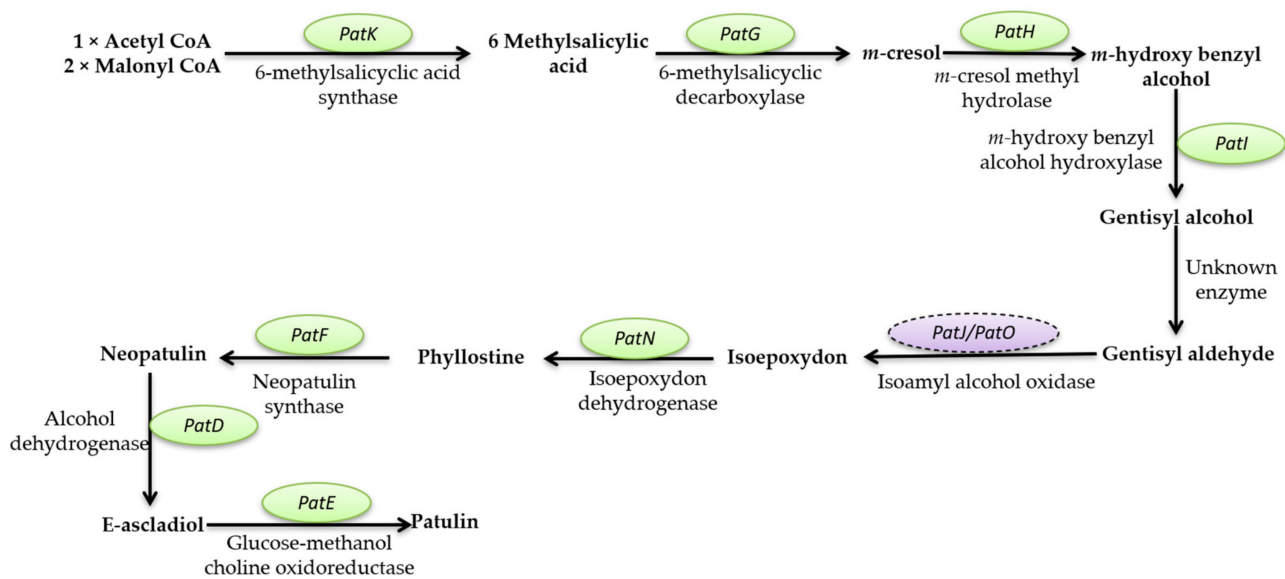 1 × Acetyl CoA
2 × Malonyl CoA
PatK
6-methylsalicyclic acid
synthase
6 Methylsalicylic
acid
PatG
6-methylsalicyclic
decarboxylase
m-cresol
PatH
m-cresol methyl
hydrolase
m-hydroxy benzyl
alcohol
m-hydroxy benzyl
alcohol hydroxylase
PatI
Gentisyl alcohol
Unknown
enzyme
Gentisyl aldehyde
PatJ/PatO
Isoamyl alcohol oxidase
Isoepoxydon
PatN
Isoepoxydon
dehydrogenase
Phyllostine
PatF
Neopatulin
synthase
Neopatulin
Alcohol
dehydrogenase
PatD
E-ascladiol
PatE
Glucose-methanol
choline oxidoreductase
Patulin